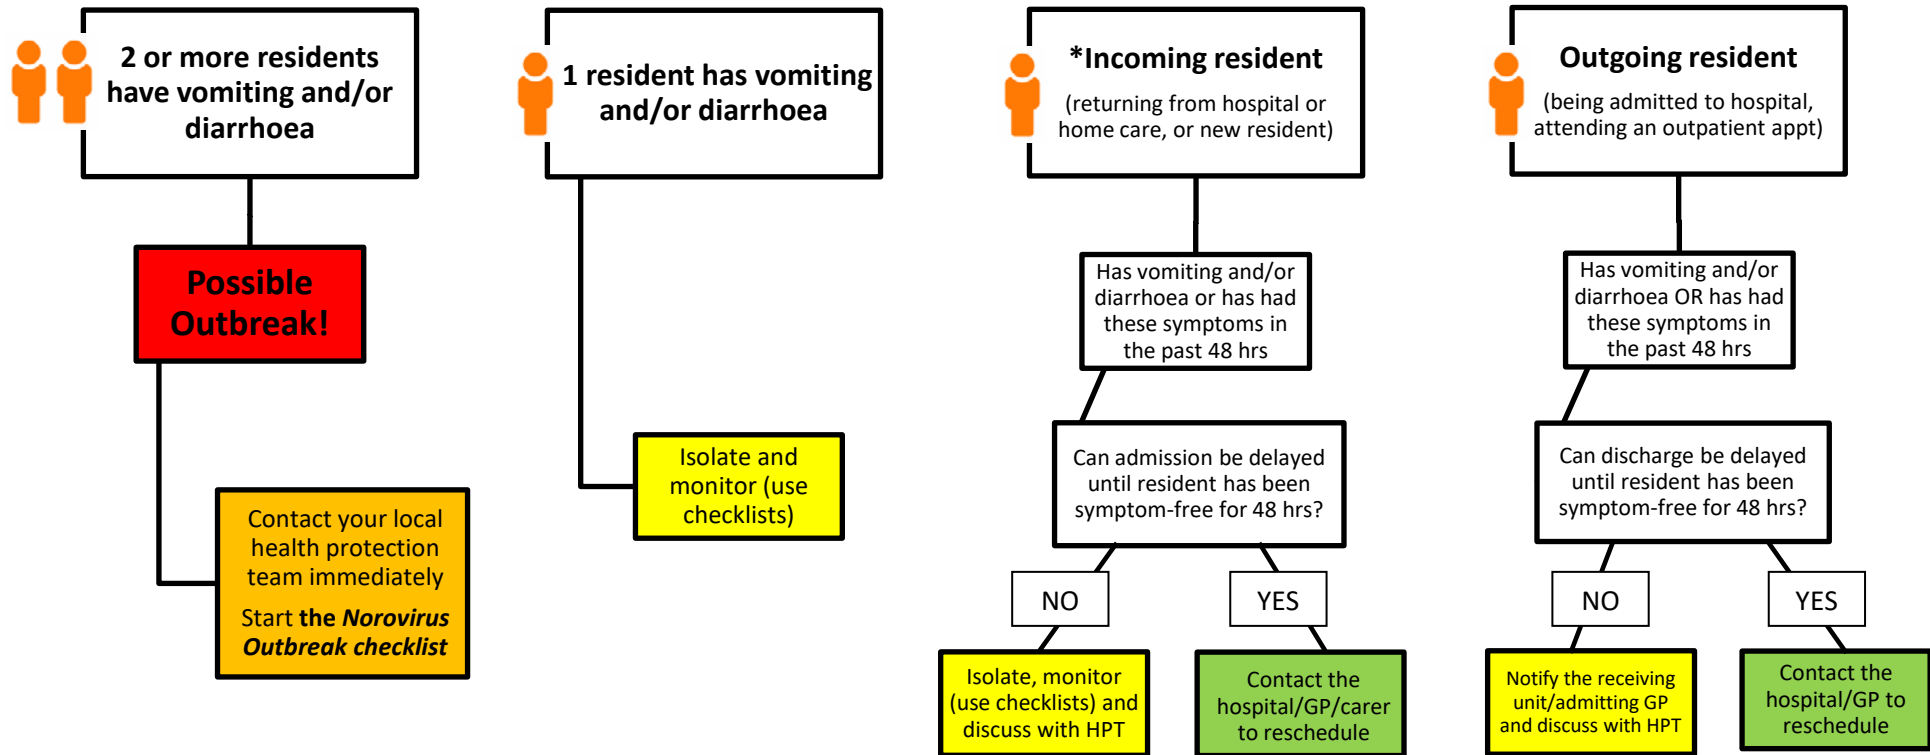 2 or more residents
have vomiting and/or
diarrhoea
Possible
Outbreak!
Contact your local
health protection
team immediately
Start the Norovirus
Outbreak checklist
1 resident has vomiting
and/or diarrhoea
Isolate and
monitor (use
checklists)
*Incoming resident
(returning from hospital or
home care, or new resident)
Has vomiting and/or
diarrhoea or has had
these symptoms in
the past 48 hrs
Can admission be delayed
until resident has been
symptom-free for 48 hrs?
NO
YES
Isolate, monitor
(use checklists) and
discuss with HPT
Contact the
hospital/GP/carer
to reschedule
Outgoing resident
(being admitted to hospital,
attending an outpatient appt)
Has vomiting and/or
diarrhoea OR has had
these symptoms in
the past 48 hrs
Can discharge be delayed
until resident has been
symptom-free for 48 hrs?
NO
YES
Notify the receiving
unit/admitting GP
and discuss with HPT
Contact the
hospital/GP to
reschedule